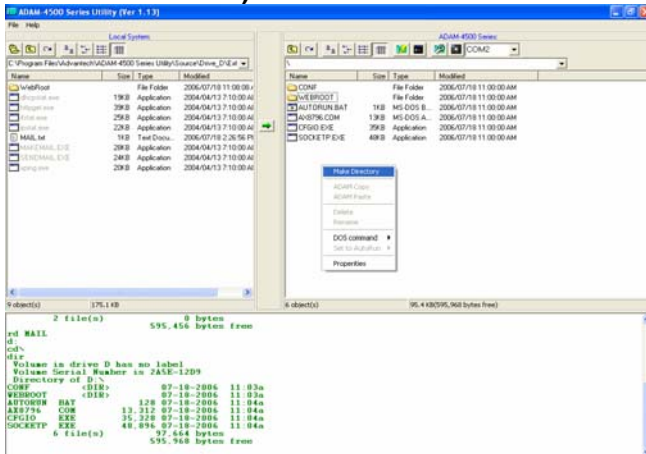 ADAM-4500 Series Utility (Ver 1.13)
File Help
Local System
ADAM-4500 Series
COM2
C:\Program Files\Advantech\ADAM-4500 Series Utility\Source\Drive_D\Ext
\
Name Size Type Modified
WebRoot File Folder 2006/07/18 11:08:08
19KB Application 2006/04/13 7:10:00 AM
39KB Application 2006/04/13 7:10:00 AM
25KB Application 2006/04/13 7:10:00 AM
22KB Application 2006/04/13 7:10:00 AM
MAIL.txt 1KB Text Docu... 2006/07/18 2:26:56 PM
MAKEMAIL.EXE 28KB Application 2006/04/13 7:10:00 AM
SENDMAIL.EXE 24KB Application 2006/04/13 7:10:00 AM
20KB Application 2006/04/13 7:10:00 AM
Name Size Type Modified
CONF File Folder 2006/07/18 11:00:00 AM
WEBROOT File Folder 2006/07/18 11:00:00 AM
AUTORUN.BAT 1KB MS-DOS B... 2006/07/18 11:00:00 AM
AX8796.COM 13KB MS-DOS A... 2006/07/18 11:00:00 AM
CFGIO.EXE 35KB Application 2006/07/18 11:00:00 AM
SOCKETP.EXE 48KB Application 2006/07/18 11:00:00 AM
Make Directory
ADAM Copy
ADAM Paste
Delete
Rename
DOS command
Set to AutoRun
Properties
9 object(s) 175.1 KB
6 object(s) 95.4 KB(595,968 bytes free)
2 file(s) 0 bytes
595,456 bytes free
rd MAIL
d:
cd\
dir
Volume in drive D has no label
Volume Serial Number is 2A5E-12D9
Directory of D:\
CONF <DIR> 07-18-2006 11:03a
WEBROOT <DIR> 07-18-2006 11:03a
AUTORUN BAT 128 07-18-2006 11:04a
AX8796 COM 13,312 07-18-2006 11:04a
CFGIO EXE 35,328 07-18-2006 11:04a
SOCKETP EXE 48,896 07-18-2006 11:04a
6 file(s) 97,664 bytes
595,968 bytes free